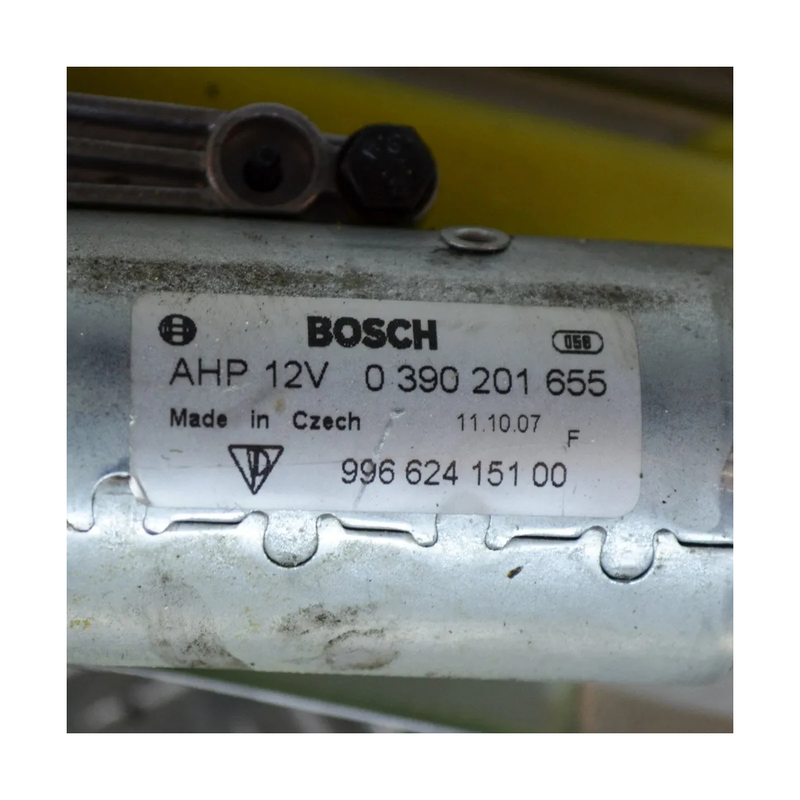 BOSCH 058
AHP 12V 0 390 201 655
Made in Czech 11.10.07 F
996 624 151 00